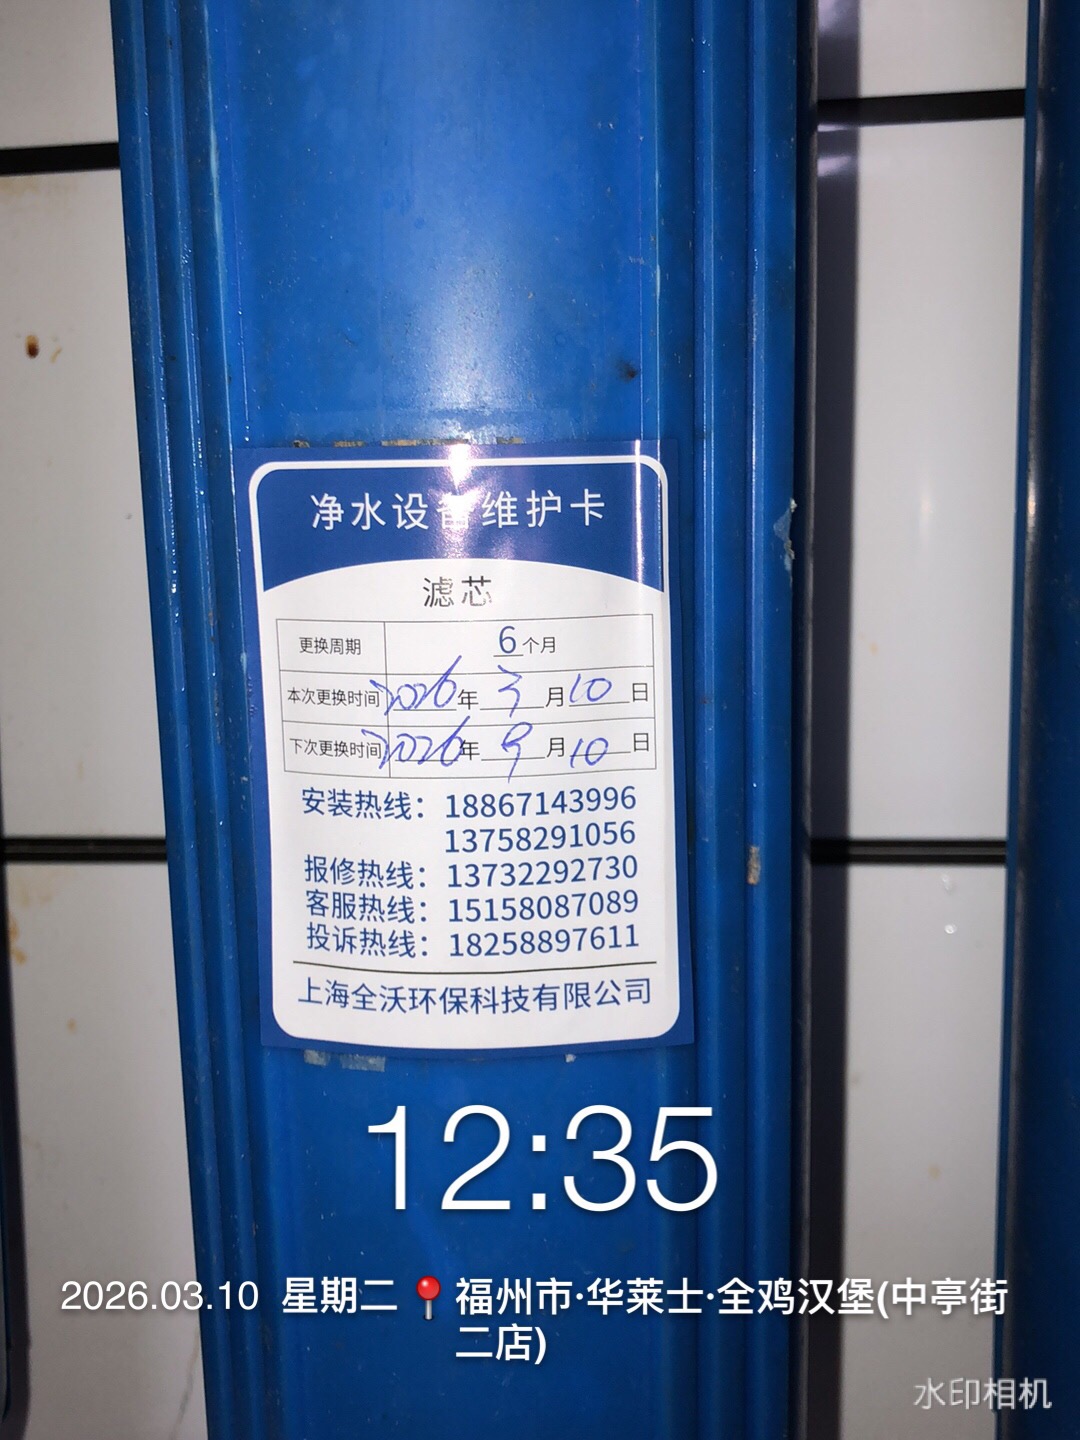 净水设备维护卡
滤芯
更换周期 6个月
本次更换时间 2026年3月10日
下次更换时间 2026年9月10日
安装热线：18867143996
13758291056
报修热线：13732292730
客服热线：15158087089
投诉热线：18258897611
上海全沃环保科技有限公司
12:35
2026.03.10 星期二 福州市·华莱士·全鸡汉堡(中亭街
二店)
水印相机